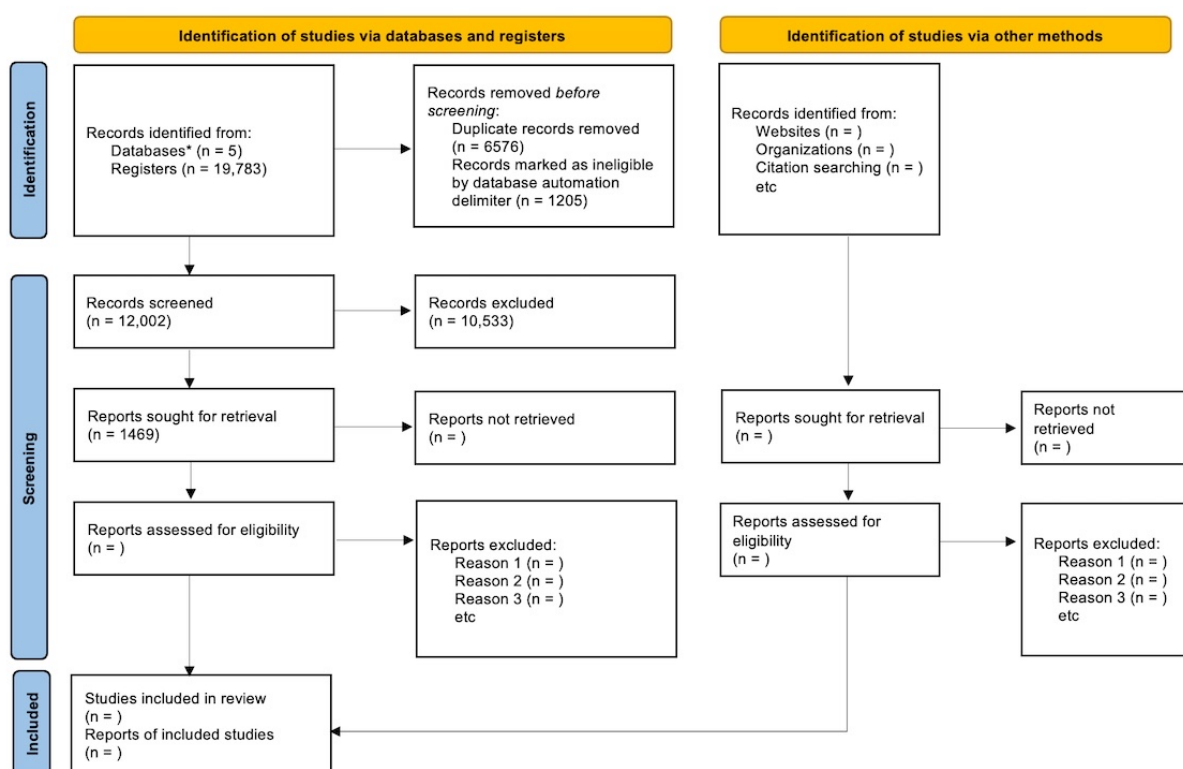 Identification of studies via databases and registers
Identification of studies via other methods
Identification
Records identified from:
Databases* (n = 5)
Registers (n = 19,783)
Records removed before
screening:
Duplicate records removed
(n = 6576)
Records marked as ineligible
by database automation
delimiter (n = 1205)
Records identified from:
Websites (n = )
Organizations (n = )
Citation searching (n = )
etc
Screening
Records screened
(n = 12,002)
Records excluded
(n = 10,533)
Reports sought for retrieval
(n = 1469)
Reports not retrieved
(n = )
Reports sought for retrieval
(n = )
Reports not
retrieved
(n = )
Reports assessed for eligibility
(n = )
Reports excluded:
Reason 1 (n = )
Reason 2 (n = )
Reason 3 (n = )
etc
Reports assessed for
eligibility
(n = )
Reports excluded:
Reason 1 (n = )
Reason 2 (n = )
Reason 3 (n = )
etc
Included
Studies included in review
(n = )
Reports of included studies
(n = )